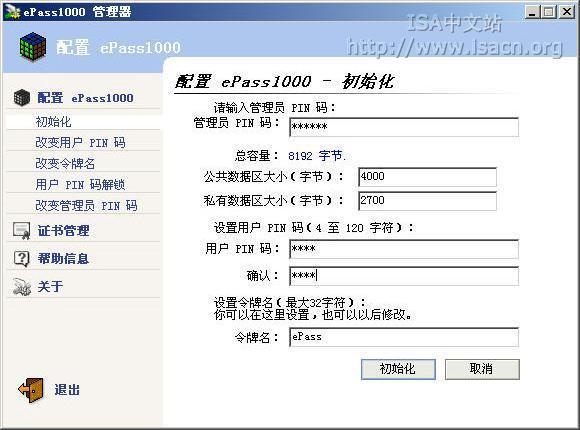 ePass1000 管理器
ISA中文站
http://www.isacn.org
配置 ePass1000
配置 ePass1000
初始化
改变用户 PIN 码
改变令牌名
用户 PIN 码解锁
改变管理员 PIN 码
证书管理
帮助信息
关于
退出
配置 ePass1000 - 初始化
请输入管理员 PIN 码：
管理员 PIN 码： ******
总容量： 8192 字节.
公共数据区大小（字节）： 4000
私有数据区大小（字节）： 2700
设置用户 PIN 码（4 至 120 字符）：
用户 PIN 码： ****
确认： ****
设置令牌名（最大32字符）：
你可以在这里设置，也可以以后修改。
令牌名： ePass
初始化 取消